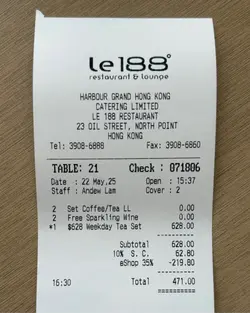 Le188°
restaurant & lounge
HARBOUR GRAND HONG KONG
CATERING LIMITED
LE 188 RESTAURANT
23 OIL STREET, NORTH POINT
HONG KONG
Tel: 3908-6888 Fax: 3908-6860
TABLE: 21 Check : 071806
Date : 22 May,25 Open : 15:37
Staff : Andew Lam Cover : 2
2 Set Coffee/Tea LL 0.00
2 Free Sparkling Wine 0.00
*1 $628 Weekday Tea Set 628.00
Subtotal 628.00
10% S. C. 62.80
eShop 35% -219.80
16:30 Total 471.00
==========